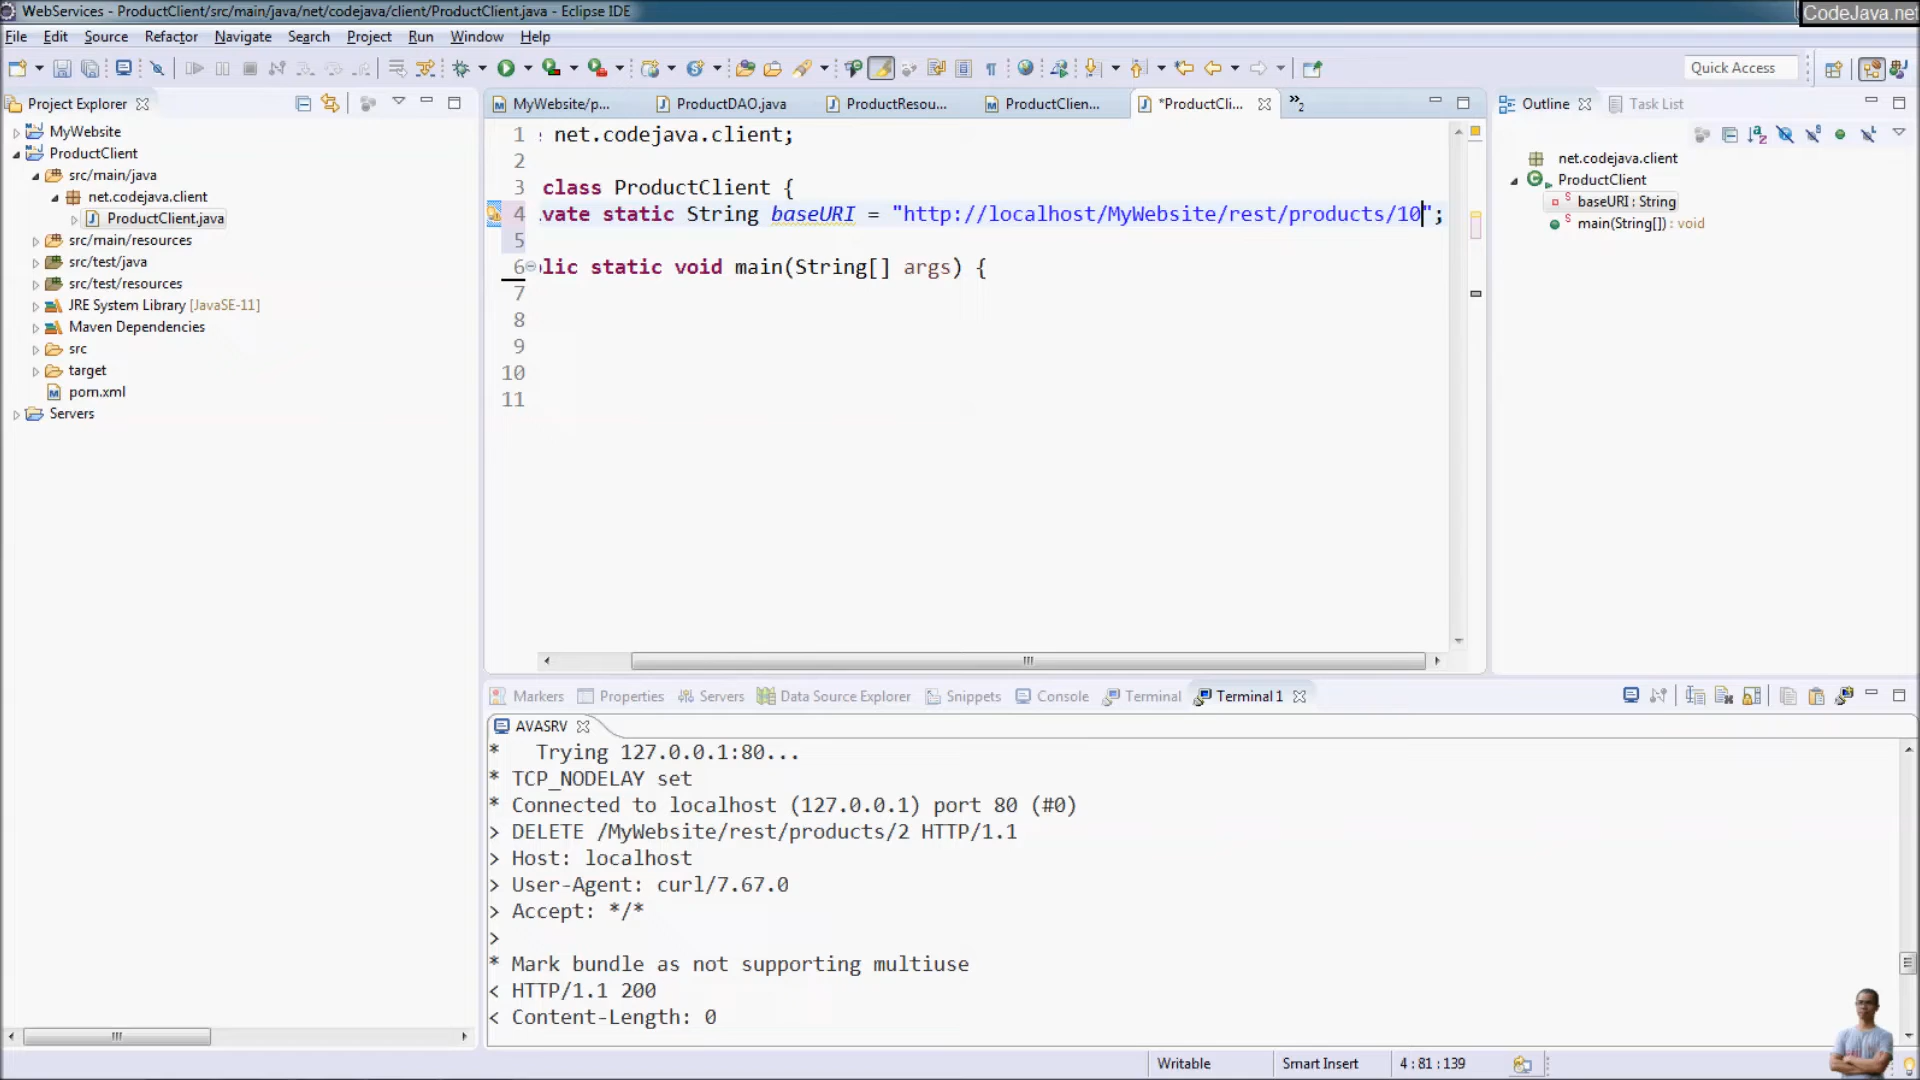 WebServices - ProductClient/src/main/java/net/codejava/client/ProductClient.java - Eclipse IDE
CodeJava.net
File Edit Source Refactor Navigate Search Project Run Window Help
Quick Access
Project Explorer
MyWebsite
ProductClient
src/main/java
net.codejava.client
ProductClient.java
src/main/resources
src/test/java
src/test/resources
JRE System Library [JavaSE-11]
Maven Dependencies
src
target
pom.xml
Servers
MyWebsite/p... ProductDAO.java ProductResou... ProductClien... *ProductCli... »2
1 net.codejava.client;
2
3 class ProductClient {
4 vate static String baseURI = "http://localhost/MyWebsite/rest/products/10";
5
6 lic static void main(String[] args) {
7
8
9
10
11
Outline Task List
net.codejava.client
ProductClient
baseURI : String
main(String[]) : void
Markers Properties Servers Data Source Explorer Snippets Console Terminal Terminal 1
AVASRV
* Trying 127.0.0.1:80...
* TCP_NODELAY set
* Connected to localhost (127.0.0.1) port 80 (#0)
> DELETE /MyWebsite/rest/products/2 HTTP/1.1
> Host: localhost
> User-Agent: curl/7.67.0
> Accept: */*
>
* Mark bundle as not supporting multiuse
< HTTP/1.1 200
< Content-Length: 0
Writable Smart Insert 4 : 81 : 139